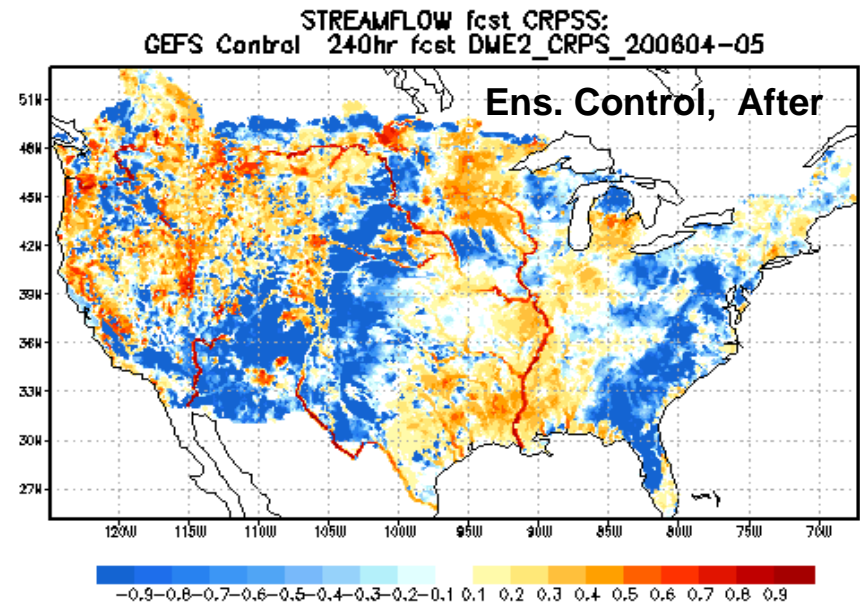 STREAMFLOW fcst CRPSS:
GEFS Control 240hr fcst DME2_CRPS_200604-05
Ens. Control, After
51N
48N
45N
42N
39N
36N
33N
30N
27N
120W 115W 110W 105W 100W 95W 90W 85W 80W 75W 70W
-0.9-0.8-0.7-0.6-0.5-0.4-0.3-0.2-0.1 0.1 0.2 0.3 0.4 0.5 0.6 0.7 0.8 0.9